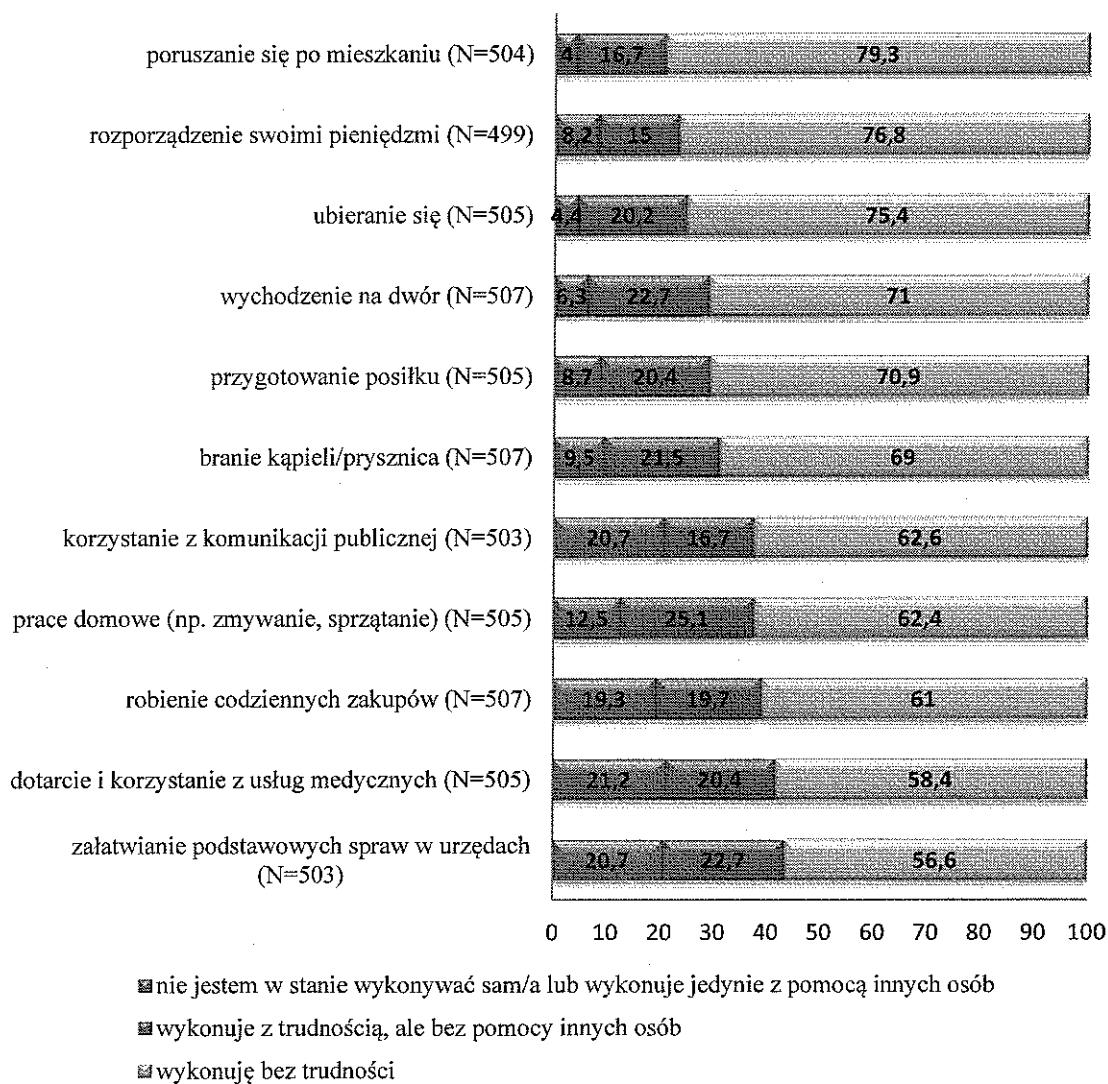 poruszanie się po mieszkaniu (N=504)
4 16,7 79,3
rozporządzenie swoimi pieniędzmi (N=499)
8,2 15 76,8
ubieranie się (N=505)
4,4 20,2 75,4
wychodzenie na dwór (N=507)
6,3 22,7 71
przygotowanie posiłku (N=505)
8,7 20,4 70,9
branie kąpieli/prysznica (N=507)
9,5 21,5 69
korzystanie z komunikacji publicznej (N=503)
20,7 16,7 62,6
prace domowe (np. zmywanie, sprzątanie) (N=505)
12,5 25,1 62,4
robienie codziennych zakupów (N=507)
19,3 19,7 61
dotarcie i korzystanie z usług medycznych (N=505)
21,2 20,4 58,4
załatwianie podstawowych spraw w urzędach
(N=503)
20,7 22,7 56,6
0 10 20 30 40 50 60 70 80 90 100
nie jestem w stanie wykonywać sam/a lub wykonuje jedynie z pomocą innych osób
wykonuje z trudnością, ale bez pomocy innych osób
wykonuję bez trudności